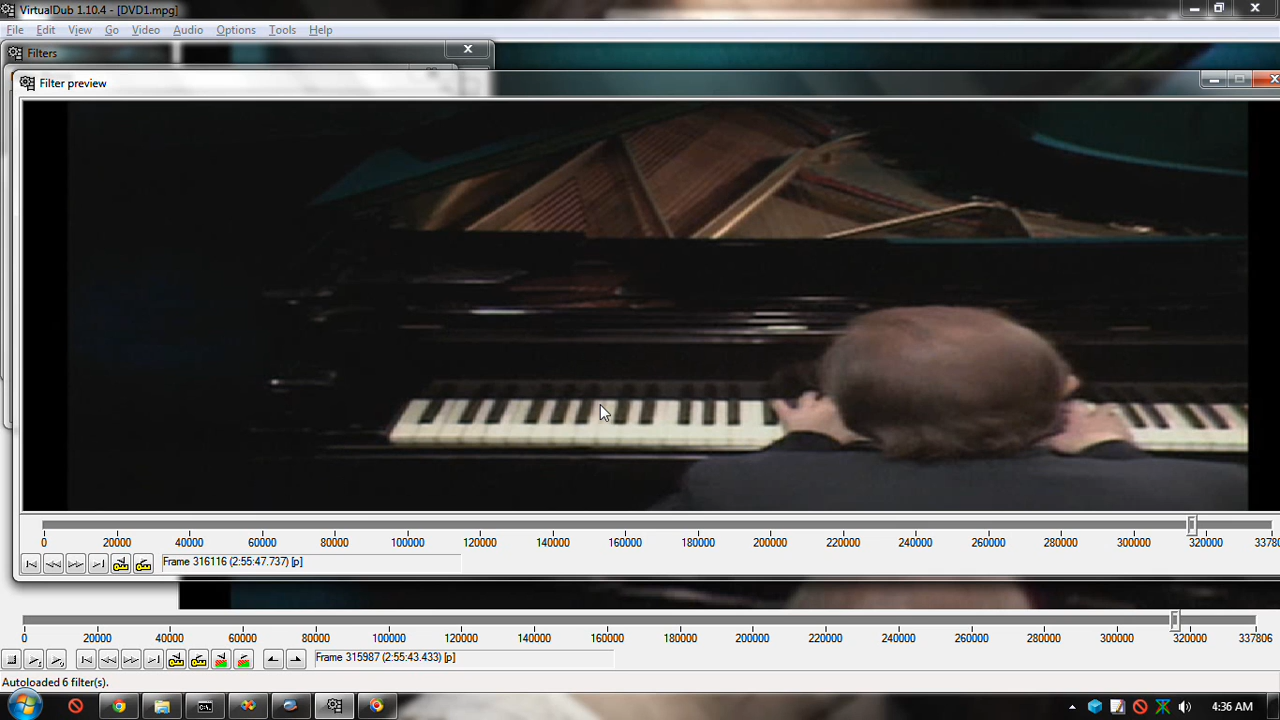 VirtualDub 1.10.4 - [DVD1.mpg]
File Edit View Go Video Audio Options Tools Help
Filters
Filter preview
0 20000 40000 60000 80000 100000 120000 140000 160000 180000 200000 220000 240000 260000 280000 300000 320000 33780
Frame 316116 (2:55:47.737) [p]
0 20000 40000 60000 80000 100000 120000 140000 160000 180000 200000 220000 240000 260000 280000 300000 320000 337806
Frame 315987 (2:55:43.433) [p]
Autoloaded 6 filter(s).
4:36 AM